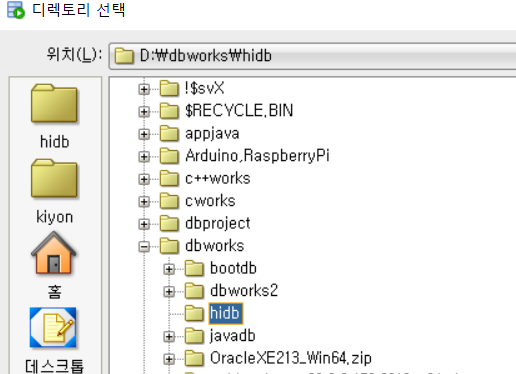 디렉토리 선택
위치(L): D:\dbworks\hidb
hidb
kiyon
홈
데스크톱
!$svX
$RECYCLE.BIN
appjava
Arduino,RaspberryPi
c++works
cworks
dbproject
dbworks
bootdb
dbworks2
hidb
javadb
OracleXE213_Win64.zip